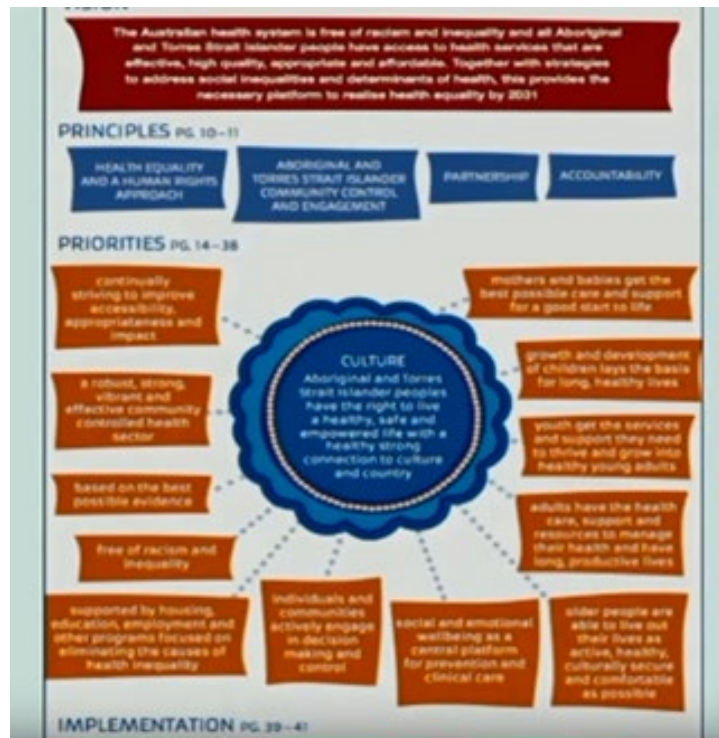 VISION
The Australian health system is free of racism and inequality and all Aboriginal
and Torres Strait Islander people have access to health services that are
effective, high quality, appropriate and affordable. Together with strategies
to address social inequalities and determinants of health, this provides the
necessary platform to realise health equality by 2031
PRINCIPLES PG. 10–11
HEALTH EQUALITY
AND A HUMAN RIGHTS
APPROACH
ABORIGINAL AND
TORRES STRAIT ISLANDER
COMMUNITY CONTROL
AND ENGAGEMENT
PARTNERSHIP
ACCOUNTABILITY
PRIORITIES PG. 14–38
continually
striving to improve
accessibility,
appropriateness and
impact
a robust, strong,
vibrant and
effective community
controlled health
sector
based on the best
possible evidence
free of racism and
inequality
supported by housing,
education, employment and
other programs focused on
eliminating the causes of
health inequality
CULTURE
Aboriginal and Torres
Strait Islander peoples
have the right to live
a healthy, safe and
empowered life with a
healthy strong
connection to culture
and country
individuals and
communities
actively engage
in decision
making and
control
social and emotional
wellbeing as a
central platform
for prevention and
clinical care
mothers and babies get the
best possible care and support
for a good start to life
growth and development
of children lays the basis
for long, healthy lives
youth get the services
and support they need
to thrive and grow into
healthy young adults
adults have the health
care, support and
resources to manage
their health and have
long, productive lives
older people are
able to live out
their lives as
active, healthy,
culturally secure
and comfortable
as possible
IMPLEMENTATION PG. 39–41